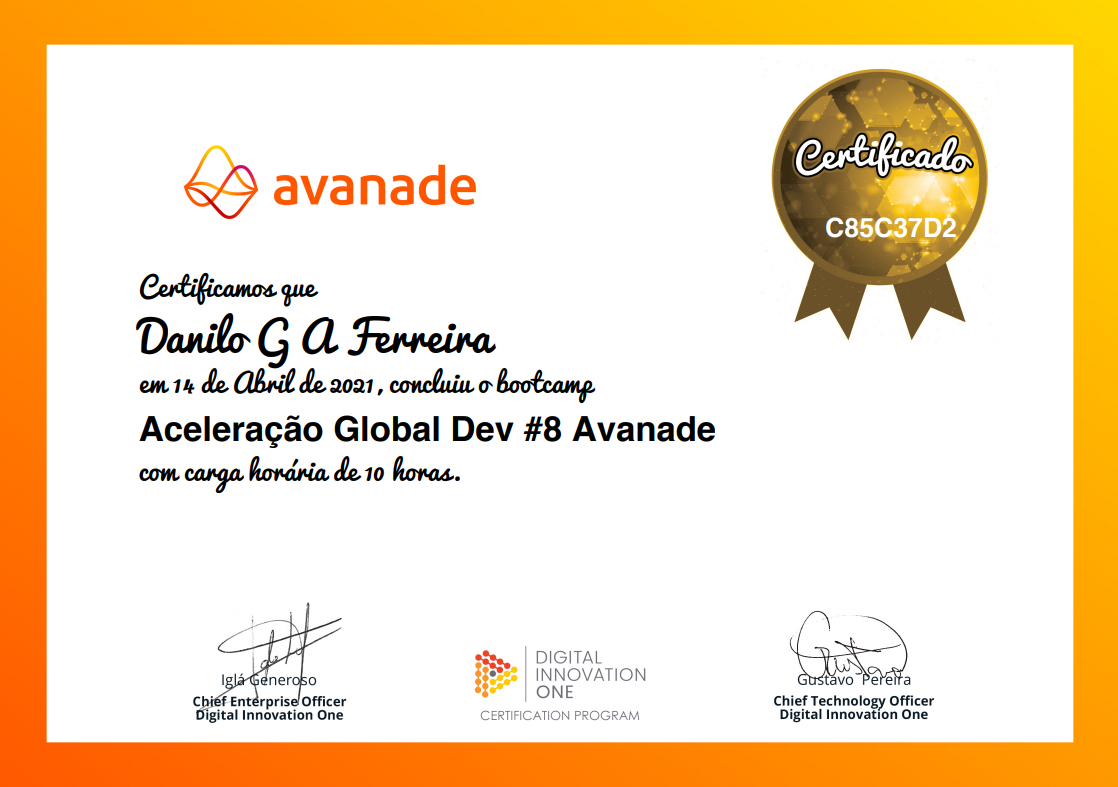 avanade
Certificado
C85C37D2
Certificamos que
Danilo G A Ferreira
em 14 de Abril de 2021, concluiu o bootcamp
Aceleração Global Dev #8 Avanade
com carga horária de 10 horas.
Iglá Generoso
Chief Enterprise Officer
Digital Innovation One
DIGITAL
INNOVATION
ONE
CERTIFICATION PROGRAM
Gustavo
Gustavo Pereira
Chief Technology Officer
Digital Innovation One